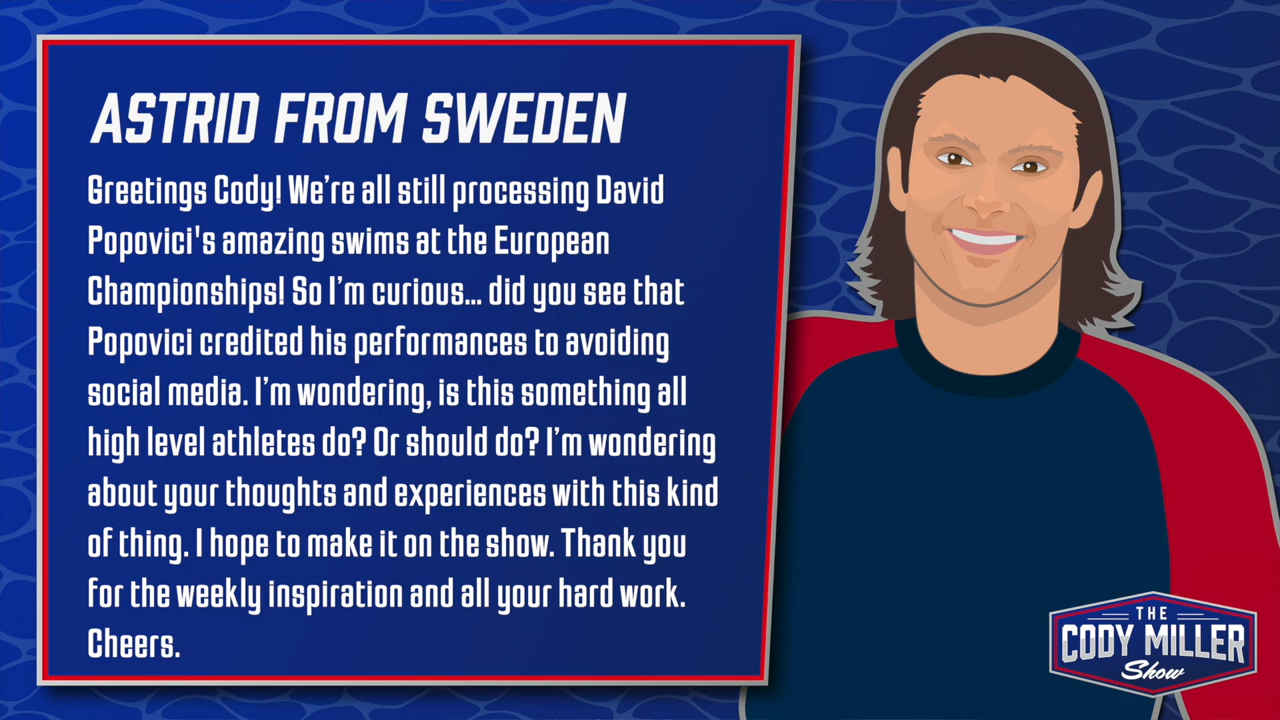 ASTRID FROM SWEDEN
Greetings Cody! We’re all still processing David
Popovici's amazing swims at the European
Championships! So I’m curious... did you see that
Popovici credited his performances to avoiding
social media. I’m wondering, is this something all
high level athletes do? Or should do? I’m wondering
about your thoughts and experiences with this kind
of thing. I hope to make it on the show. Thank you
for the weekly inspiration and all your hard work.
Cheers.
THE
CODY MILLER
Show